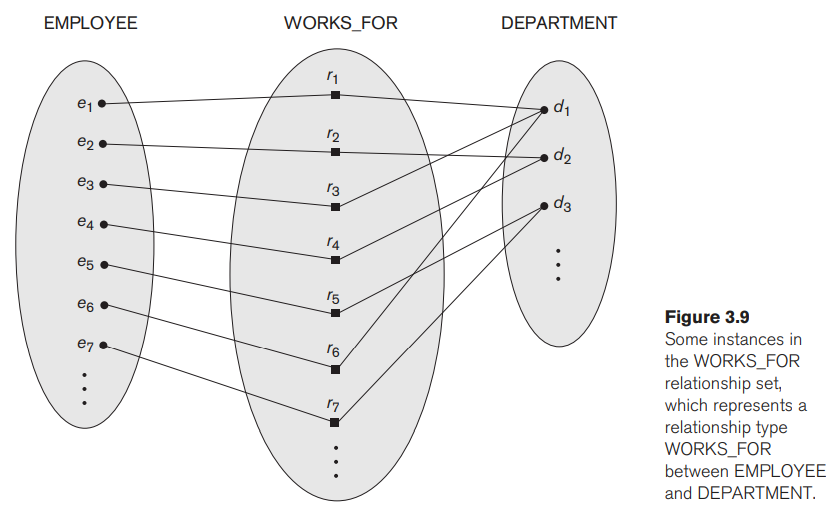 EMPLOYEE WORKS_FOR DEPARTMENT
e1
e2
e3
e4
e5
e6
e7
r1
r2
r3
r4
r5
r6
r7
d1
d2
d3
Figure 3.9
Some instances in
the WORKS_FOR
relationship set,
which represents a
relationship type
WORKS_FOR
between EMPLOYEE
and DEPARTMENT.